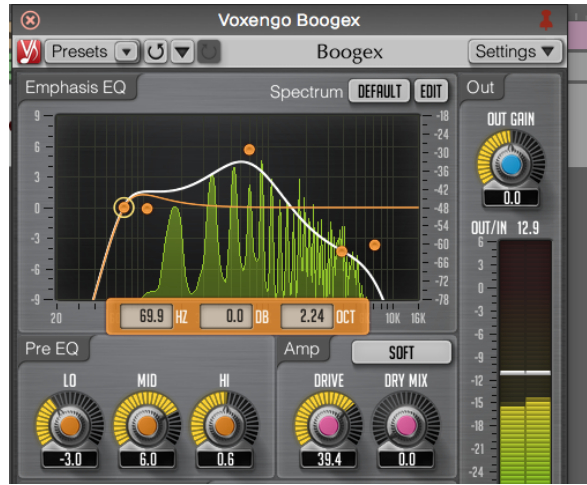 Voxengo Boogex
Presets
Boogex
Settings
Emphasis EQ
Spectrum DEFAULT EDIT
Out
OUT GAIN
0.0
OUT/IN 12.9
9
6
3
0
-3
-6
-9
-18
-24
-30
-36
-42
-48
-54
-60
-66
-72
-78
20
69.9 HZ 0.0 DB 2.24 OCT
10K 16K
6
3
0
-3
-6
-9
-12
-15
-18
-21
-24
Pre EQ
LO MID HI
-3.0 6.0 0.6
Amp SOFT
DRIVE DRY MIX
39.4 0.0